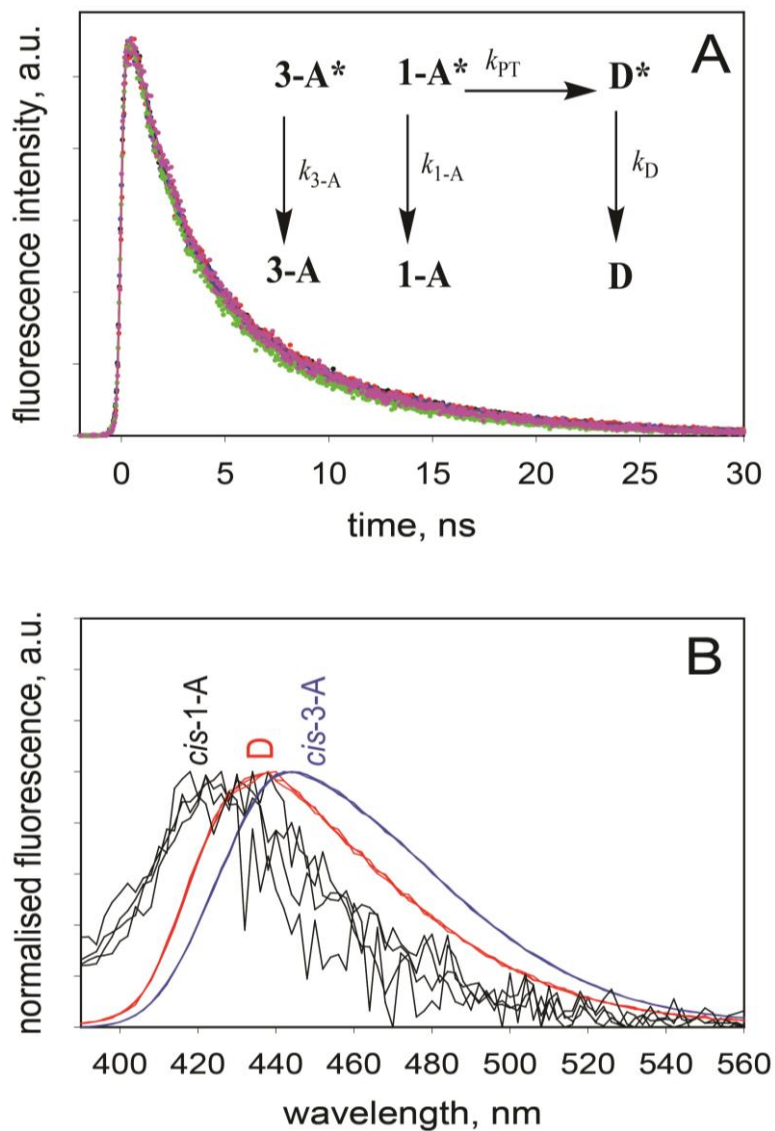 A
3-A* 1-A* kPT D*
k3-A k1-A kD
3-A 1-A D
fluorescence intensity, a.u.
0 5 10 15 20 25 30
time, ns
B
cis-1-A D cis-3-A
normalised fluorescence, a.u.
400 420 440 460 480 500 520 540 560
wavelength, nm